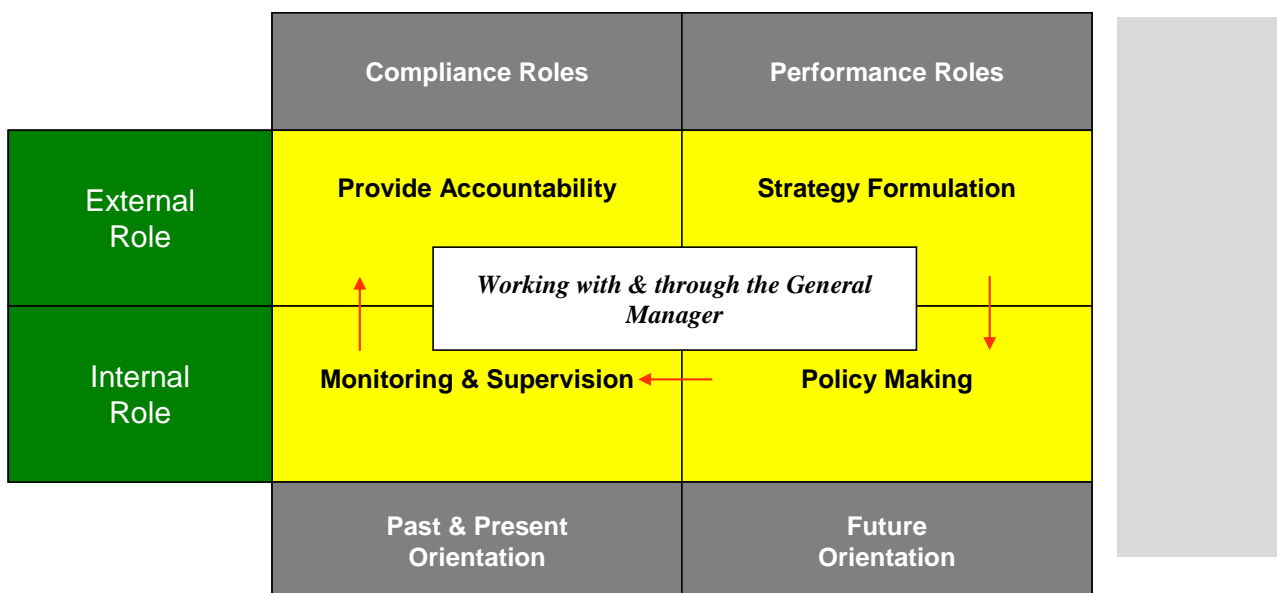 Compliance Roles
Performance Roles
External
Role
Provide Accountability
Strategy Formulation
Working with & through the General
Manager
Internal
Role
Monitoring & Supervision
Policy Making
Past & Present
Orientation
Future
Orientation